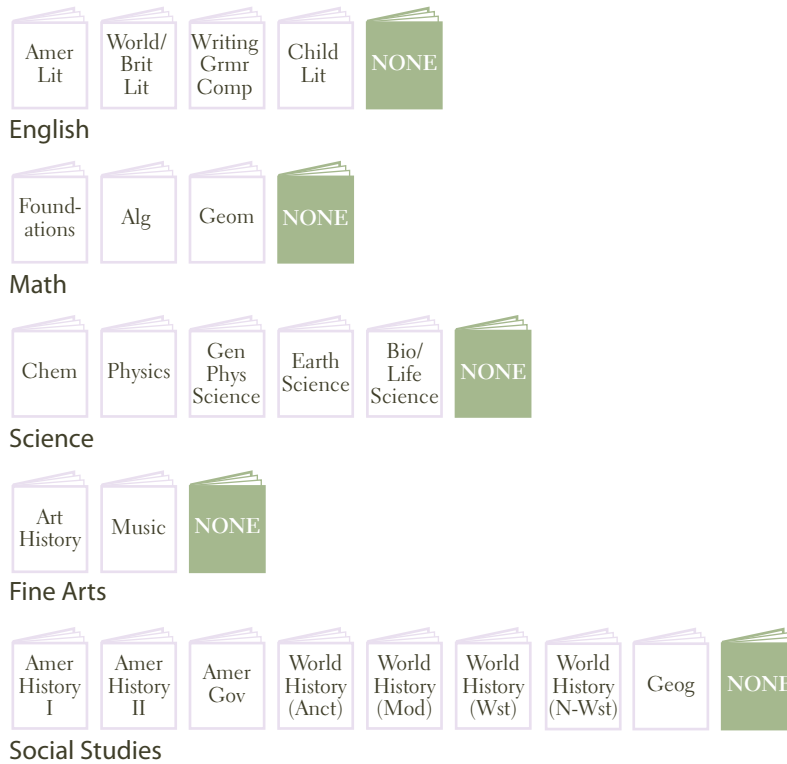 Amer
Lit
World/
Brit
Lit
Writing
Grmr
Comp
Child
Lit
NONE
English
Found-
ations
Alg
Geom
NONE
Math
Chem
Physics
Gen
Phys
Science
Earth
Science
Bio/
Life
Science
NONE
Science
Art
History
Music
NONE
Fine Arts
Amer
History
I
Amer
History
II
Amer
Gov
World
History
(Anct)
World
History
(Mod)
World
History
(Wst)
World
History
(N-Wst)
Geog
NONE
Social Studies